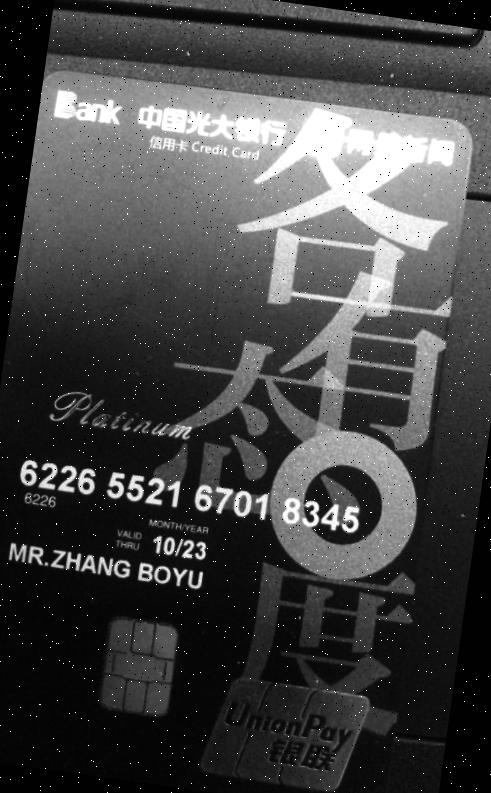 Bank 中国光大银行
信用卡 Credit Card
各有态度
Platinum
6226 5521 6701 8345
6226
MONTH/YEAR
VALID THRU 10/23
MR.ZHANG BOYU
UnionPay
银联